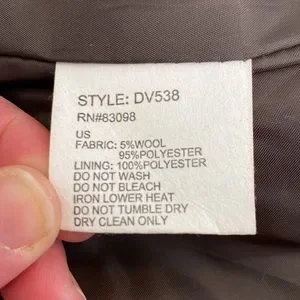 STYLE: DV538
RN#83098
US
FABRIC: 5%WOOL
95%POLYESTER
LINING: 100%POLYESTER
DO NOT WASH
DO NOT BLEACH
IRON LOWER HEAT
DO NOT TUMBLE DRY
DRY CLEAN ONLY